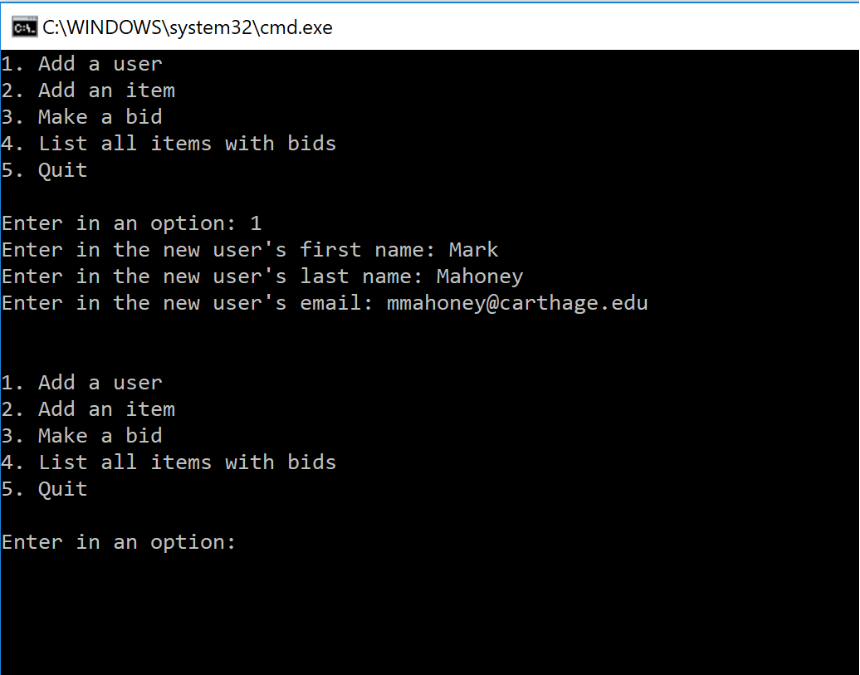 C:\WINDOWS\system32\cmd.exe
1. Add a user
2. Add an item
3. Make a bid
4. List all items with bids
5. Quit
Enter in an option: 1
Enter in the new user's first name: Mark
Enter in the new user's last name: Mahoney
Enter in the new user's email: mmahoney@carthage.edu
1. Add a user
2. Add an item
3. Make a bid
4. List all items with bids
5. Quit
Enter in an option: